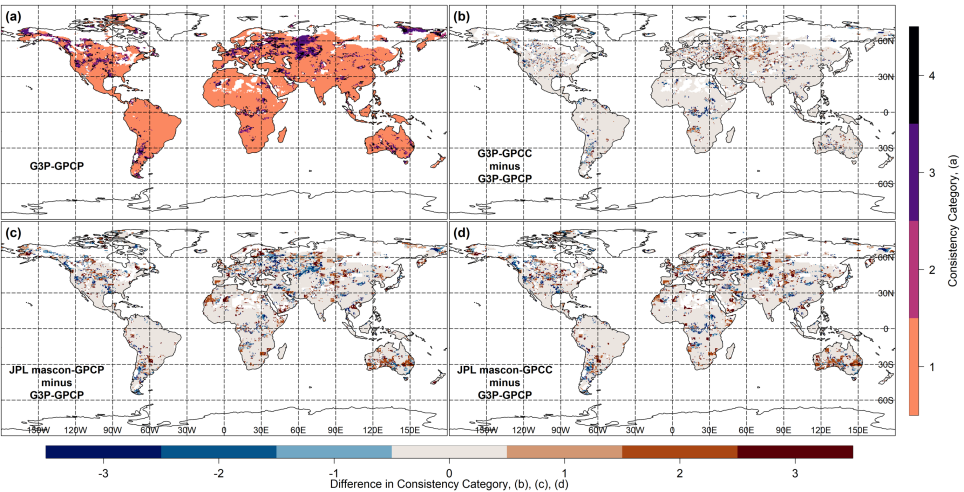 (a)
G3P-GPCP
(b)
60N
30N
0
30S
60S
G3P-GPCC
minus
G3P-GPCP
4
3
2
1
Consistency Category, (a)
(c)
JPL mascon-GPCP
minus
G3P-GPCP
150W 120W 90W 60W 30W 0 30E 60E 90E 120E 150E
(d)
60N
30N
0
30S
60S
JPL mascon-GPCC
minus
G3P-GPCP
150W 120W 90W 60W 30W 0 30E 60E 90E 120E 150E
-3 -2 -1 0 1 2 3
Difference in Consistency Category, (b), (c), (d)